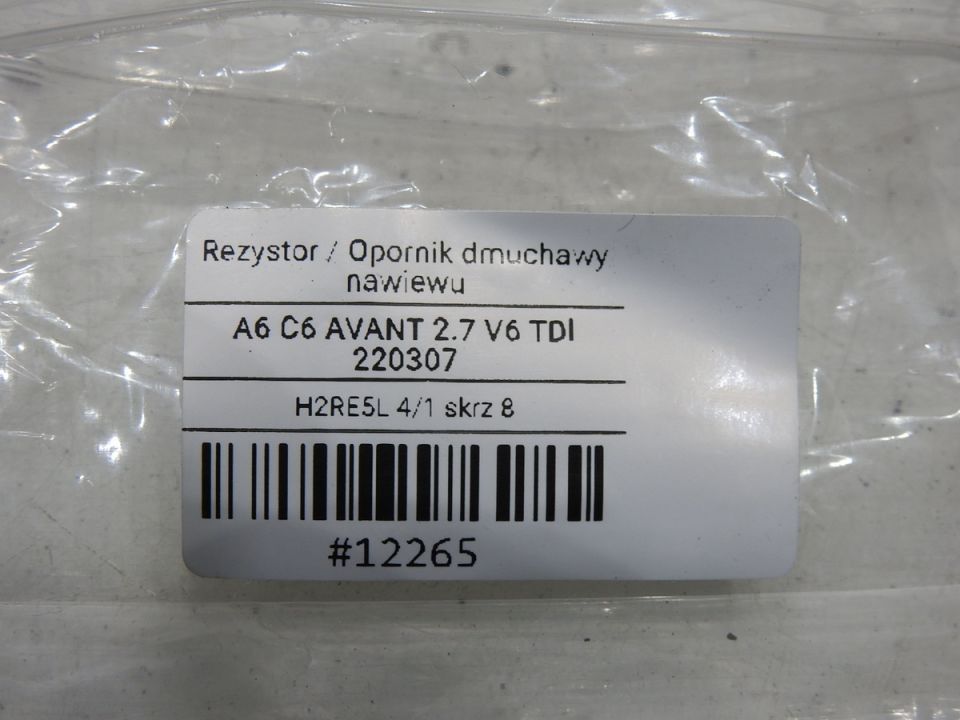 Rezystor / Opornik dmuchawy
nawiewu
A6 C6 AVANT 2.7 V6 TDI
220307
H2RE5L 4/1 skrz 8
#12265